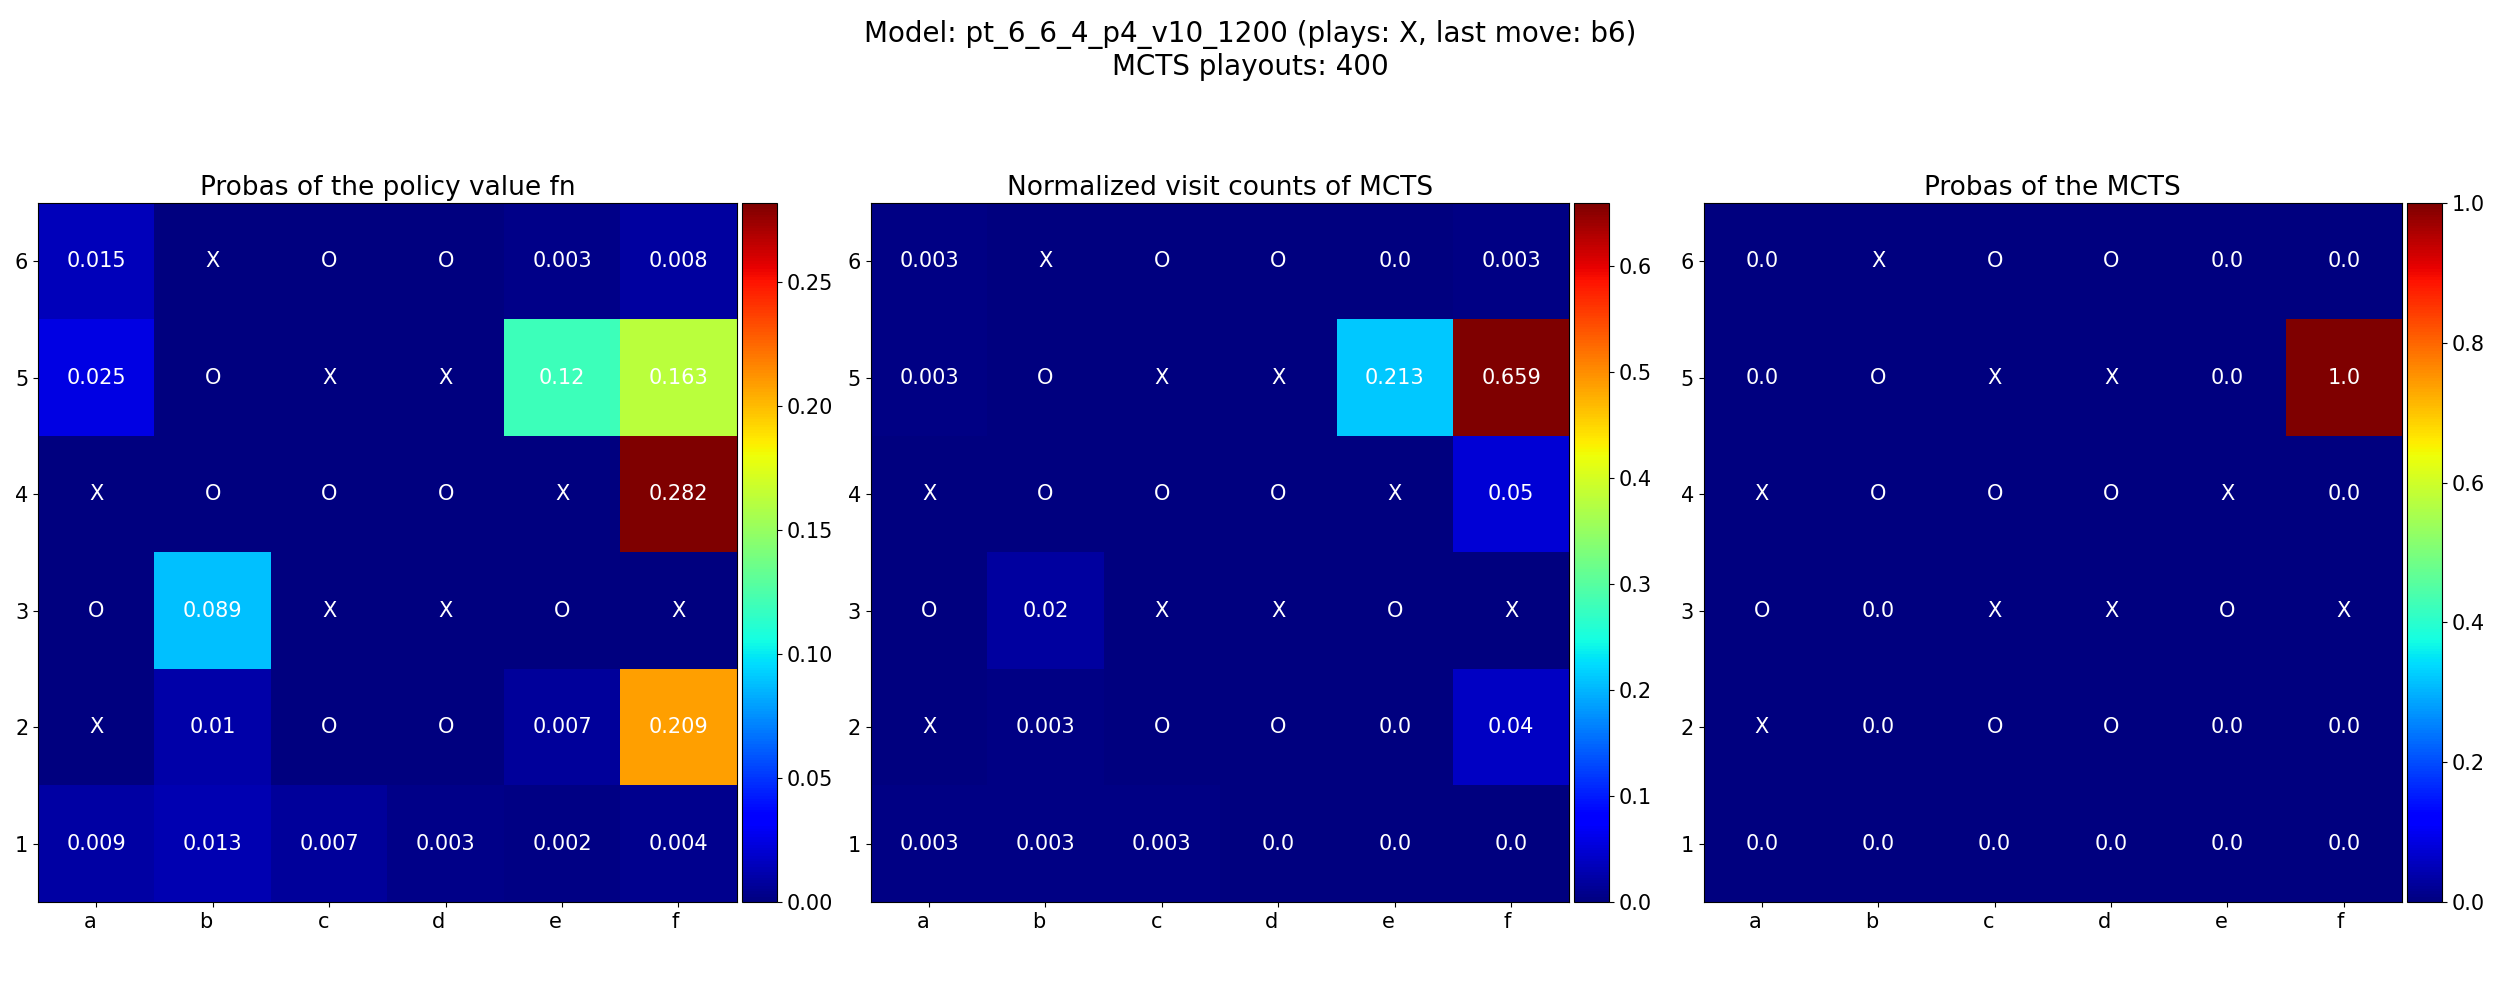 Model: pt_6_6_4_p4_v10_1200 (plays: X, last move: b6)
MCTS playouts: 400
Probas of the policy value fn
6 0.015 X O O 0.003 0.008
5 0.025 O X X 0.12 0.163
4 X O O O X 0.282
3 O 0.089 X X O X
2 X 0.01 O O 0.007 0.209
1 0.009 0.013 0.007 0.003 0.002 0.004
a b c d e f
0.25
0.20
0.15
0.10
0.05
0.00
Normalized visit counts of MCTS
6 0.003 X O O 0.0 0.003
5 0.003 O X X 0.213 0.659
4 X O O O X 0.05
3 O 0.02 X X O X
2 X 0.003 O O 0.0 0.04
1 0.003 0.003 0.003 0.0 0.0 0.0
a b c d e f
0.6
0.5
0.4
0.3
0.2
0.1
0.0
Probas of the MCTS
6 0.0 X O O 0.0 0.0
5 0.0 O X X 0.0 1.0
4 X O O O X 0.0
3 O 0.0 X X O X
2 X 0.0 O O 0.0 0.0
1 0.0 0.0 0.0 0.0 0.0 0.0
a b c d e f
1.0
0.8
0.6
0.4
0.2
0.0